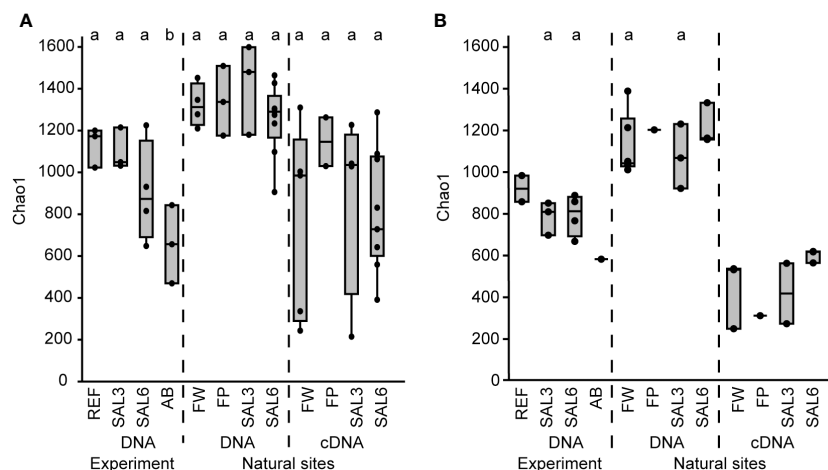 A
a a a b a a a a a a a a
1600
1400
1200
1000
800
600
400
200
0
Chao1
REF SAL3 SAL6 AB FW FP SAL3 SAL6 FW FP SAL3 SAL6
DNA DNA cDNA
Experiment Natural sites
B
a a a a
1600
1400
1200
1000
800
600
400
200
0
Chao1
REF SAL3 SAL6 AB FW FP SAL3 SAL6 FW FP SAL3 SAL6
DNA DNA cDNA
Experiment Natural sites